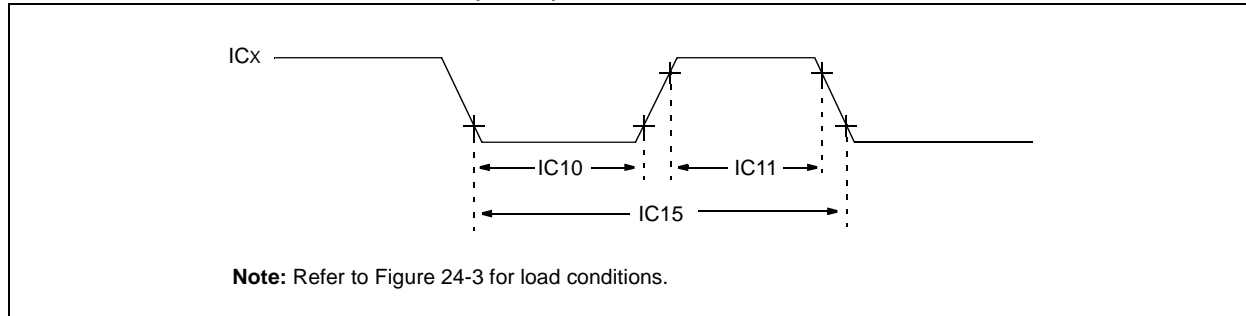 ICx
IC10
IC11
IC15
Note: Refer to Figure 24-3 for load conditions.